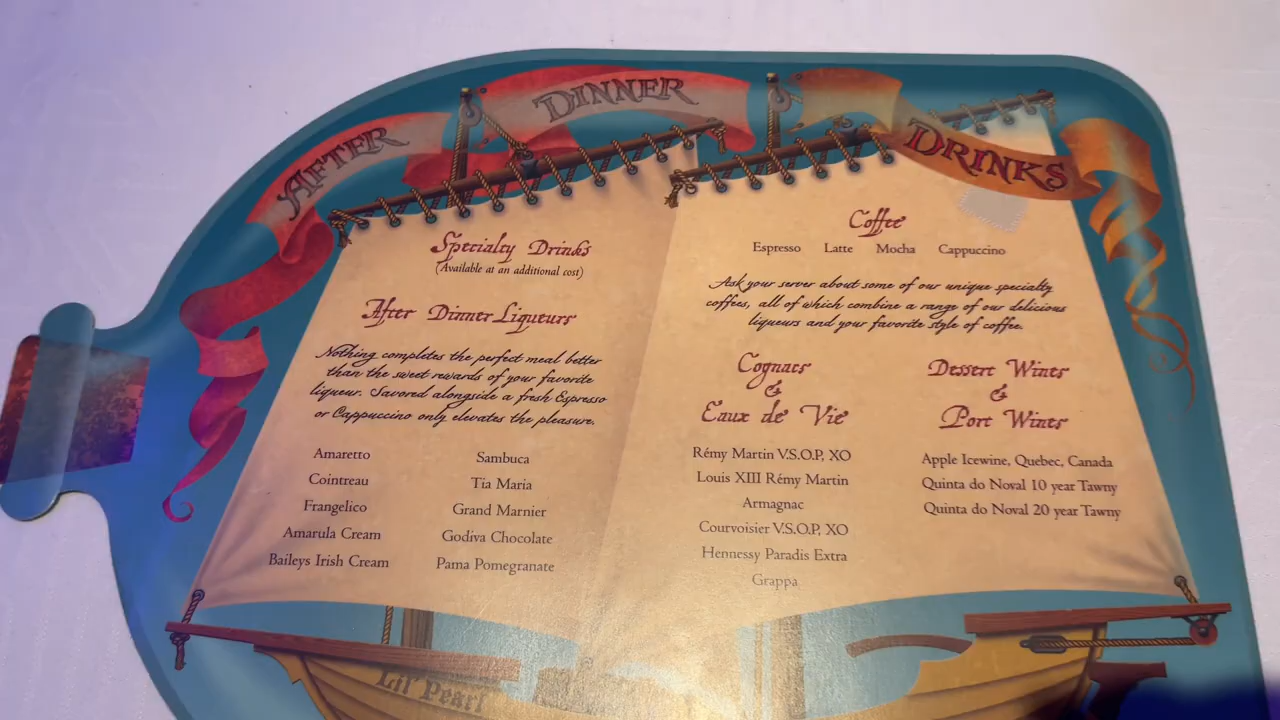 AFTER DINNER DRINKS
Specialty Drinks
(Available at an additional cost)
After Dinner Liqueurs
Nothing completes the perfect meal better
than the sweet rewards of your favorite
liqueur. Savored alongside a fresh Espresso
or Cappuccino only elevates the pleasure.
Amaretto
Cointreau
Frangelico
Amarula Cream
Baileys Irish Cream
Sambuca
Tia Maria
Grand Marnier
Godiva Chocolate
Pama Pomegranate
Coffee
Espresso Latte Mocha Cappuccino
Ask your server about some of our unique specialty
coffees, all of which combine a range of our delicious
liqueurs and your favorite style of coffee.
Cognacs
&
Eaux de Vie
Rémy Martin V.S.O.P, XO
Louis XIII Rémy Martin
Armagnac
Courvoisier V.S.O.P, XO
Hennessy Paradis Extra
Grappa
Dessert Wines
&
Port Wines
Apple Icewine, Quebec, Canada
Quinta do Noval 10 year Tawny
Quinta do Noval 20 year Tawny
Lil' Pearl